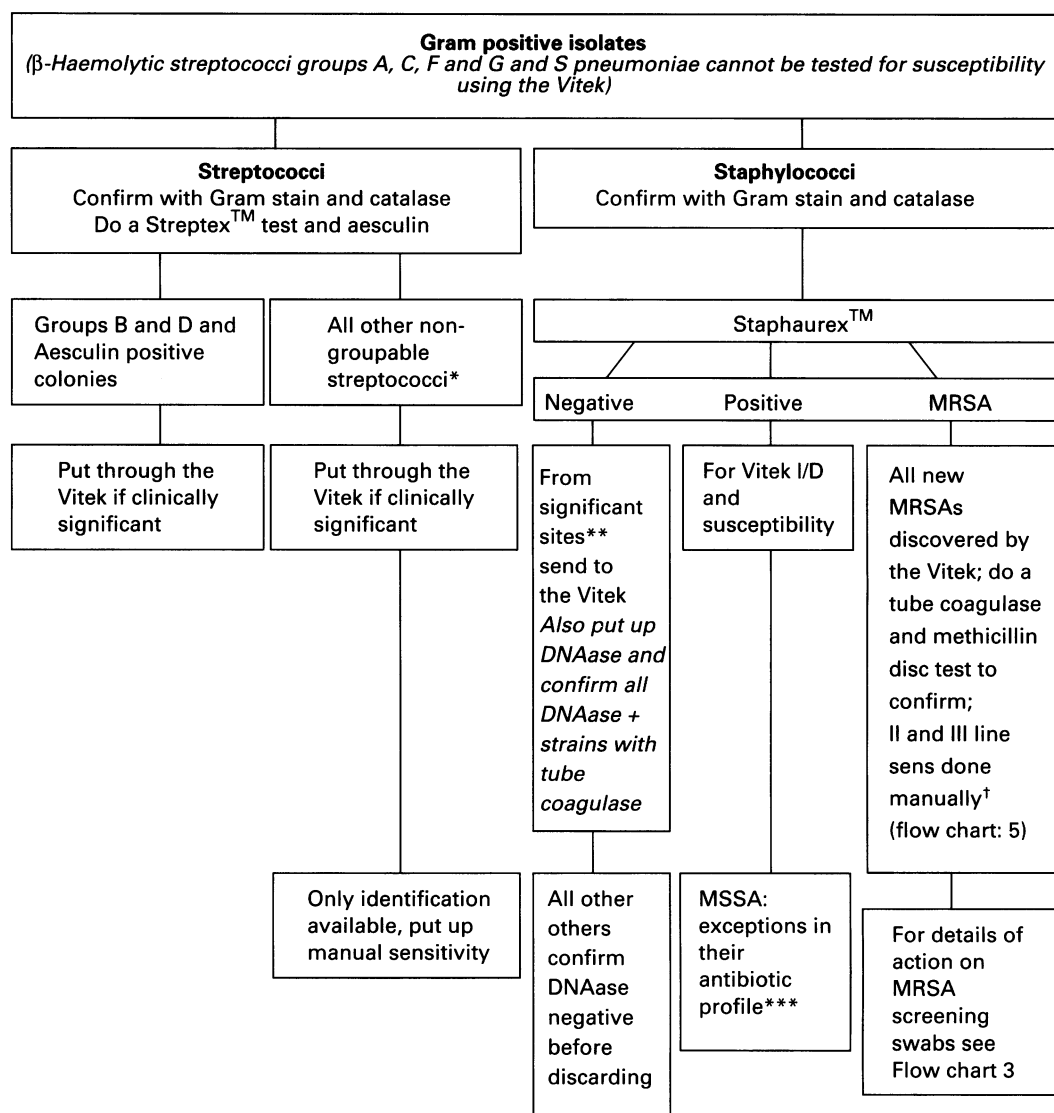 Gram positive isolates
(β-Haemolytic streptococci groups A, C, F and G and S pneumoniae cannot be tested for susceptibility
using the Vitek)
Streptococci
Confirm with Gram stain and catalase
Do a Streptex™ test and aesculin
Staphylococci
Confirm with Gram stain and catalase
Groups B and D and
Aesculin positive
colonies
All other non-
groupable
streptococci*
Staphaurex™
Negative
Positive
MRSA
Put through the
Vitek if clinically
significant
Put through the
Vitek if clinically
significant
From
significant
sites**
send to
the Vitek
Also put up
DNAase and
confirm all
DNAase +
strains with
tube
coagulase
For Vitek I/D
and
susceptibility
All new
MRSAs
discovered by
the Vitek; do a
tube coagulase
and methicillin
disc test to
confirm;
II and III line
sens done
manually†
(flow chart: 5)
Only identification
available, put up
manual sensitivity
All other
others
confirm
DNAase
negative
before
discarding
MSSA:
exceptions in
their
antibiotic
profile***
For details of
action on
MRSA
screening
swabs see
Flow chart 3